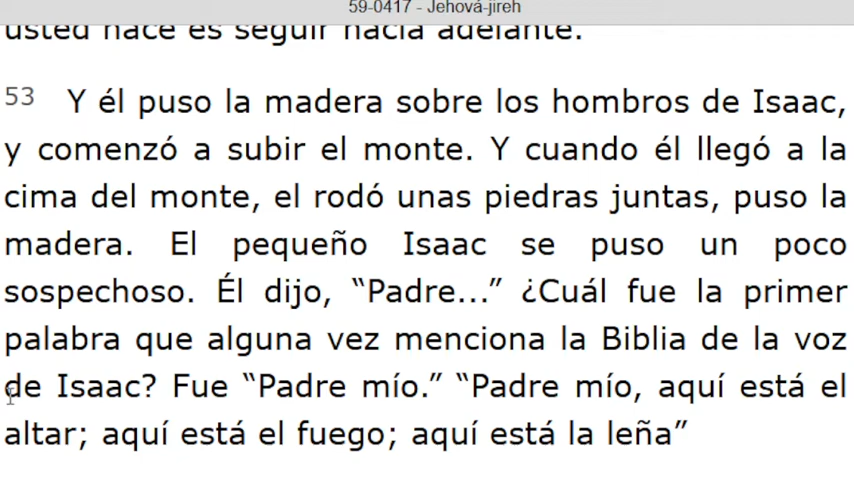 59-0417 - Jehová-jireh
usted hace es seguir hacia adelante.
53 Y él puso la madera sobre los hombros de Isaac,
y comenzó a subir el monte. Y cuando él llegó a la
cima del monte, el rodó unas piedras juntas, puso la
madera. El pequeño Isaac se puso un poco
sospechoso. Él dijo, “Padre...” ¿Cuál fue la primer
palabra que alguna vez menciona la Biblia de la voz
de Isaac? Fue “Padre mío.” “Padre mío, aquí está el
altar; aquí está el fuego; aquí está la leña”